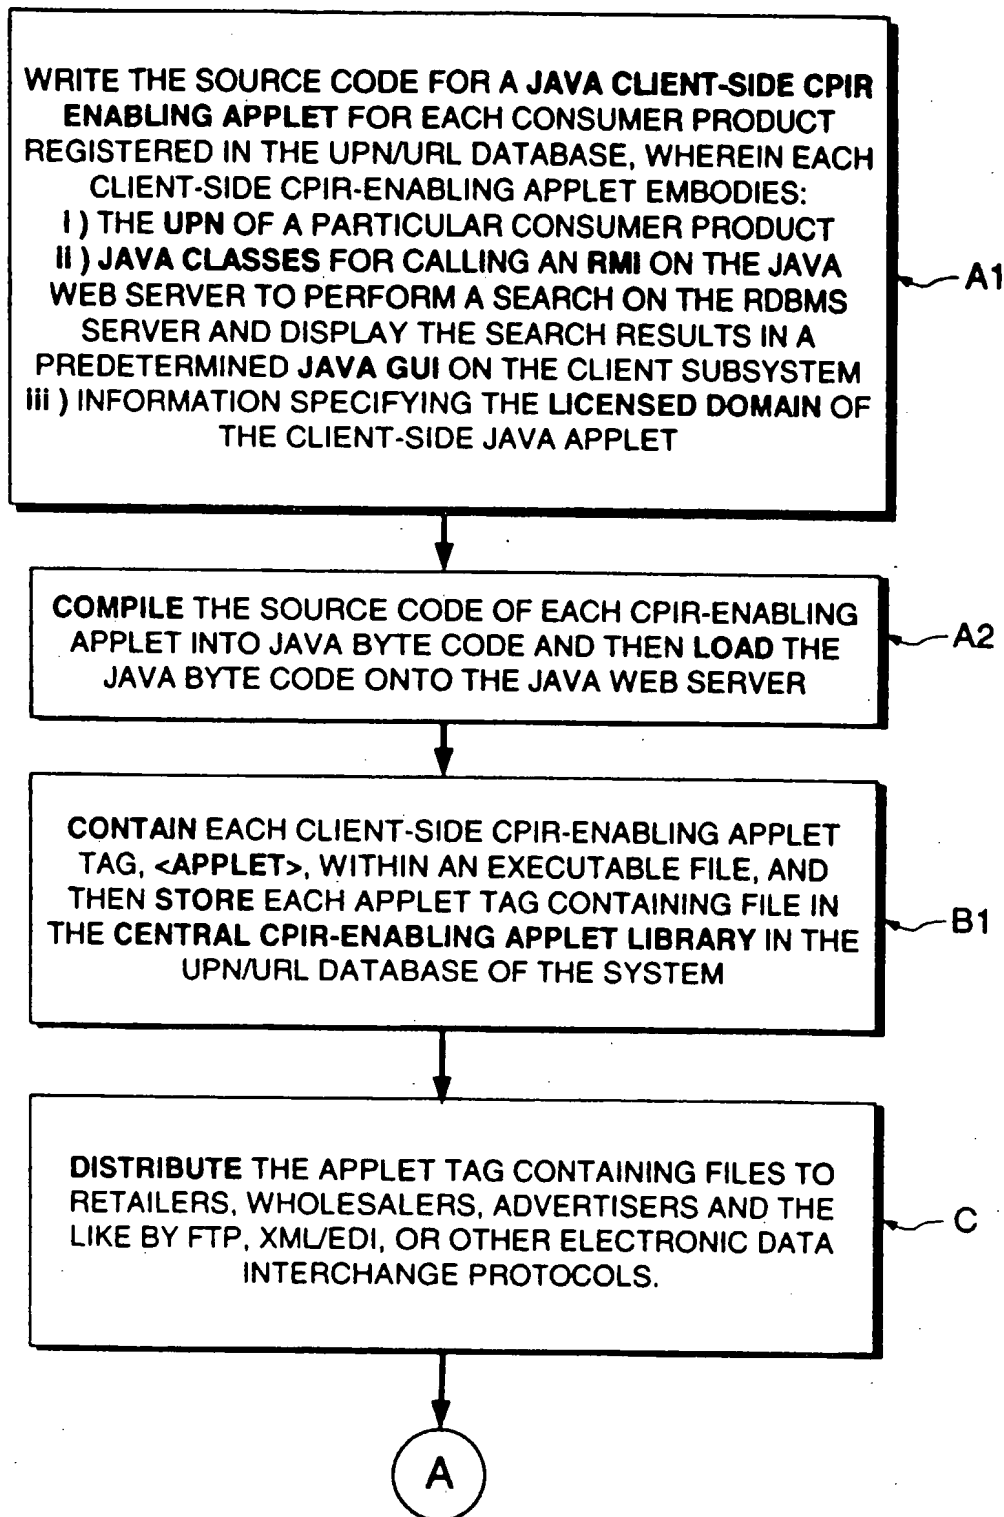 WRITE THE SOURCE CODE FOR A JAVA CLIENT-SIDE CPIR
ENABLING APPLET FOR EACH CONSUMER PRODUCT
REGISTERED IN THE UPN/URL DATABASE, WHEREIN EACH
CLIENT-SIDE CPIR-ENABLING APPLET EMBODIES:
i ) THE UPN OF A PARTICULAR CONSUMER PRODUCT
ii ) JAVA CLASSES FOR CALLING AN RMI ON THE JAVA
WEB SERVER TO PERFORM A SEARCH ON THE RDBMS
SERVER AND DISPLAY THE SEARCH RESULTS IN A
PREDETERMINED JAVA GUI ON THE CLIENT SUBSYSTEM
iii ) INFORMATION SPECIFYING THE LICENSED DOMAIN OF
THE CLIENT-SIDE JAVA APPLET
A1
COMPILE THE SOURCE CODE OF EACH CPIR-ENABLING
APPLET INTO JAVA BYTE CODE AND THEN LOAD THE
JAVA BYTE CODE ONTO THE JAVA WEB SERVER
A2
CONTAIN EACH CLIENT-SIDE CPIR-ENABLING APPLET
TAG, <APPLET>, WITHIN AN EXECUTABLE FILE, AND
THEN STORE EACH APPLET TAG CONTAINING FILE IN
THE CENTRAL CPIR-ENABLING APPLET LIBRARY IN THE
UPN/URL DATABASE OF THE SYSTEM
B1
DISTRIBUTE THE APPLET TAG CONTAINING FILES TO
RETAILERS, WHOLESALERS, ADVERTISERS AND THE
LIKE BY FTP, XML/EDI, OR OTHER ELECTRONIC DATA
INTERCHANGE PROTOCOLS.
C
A